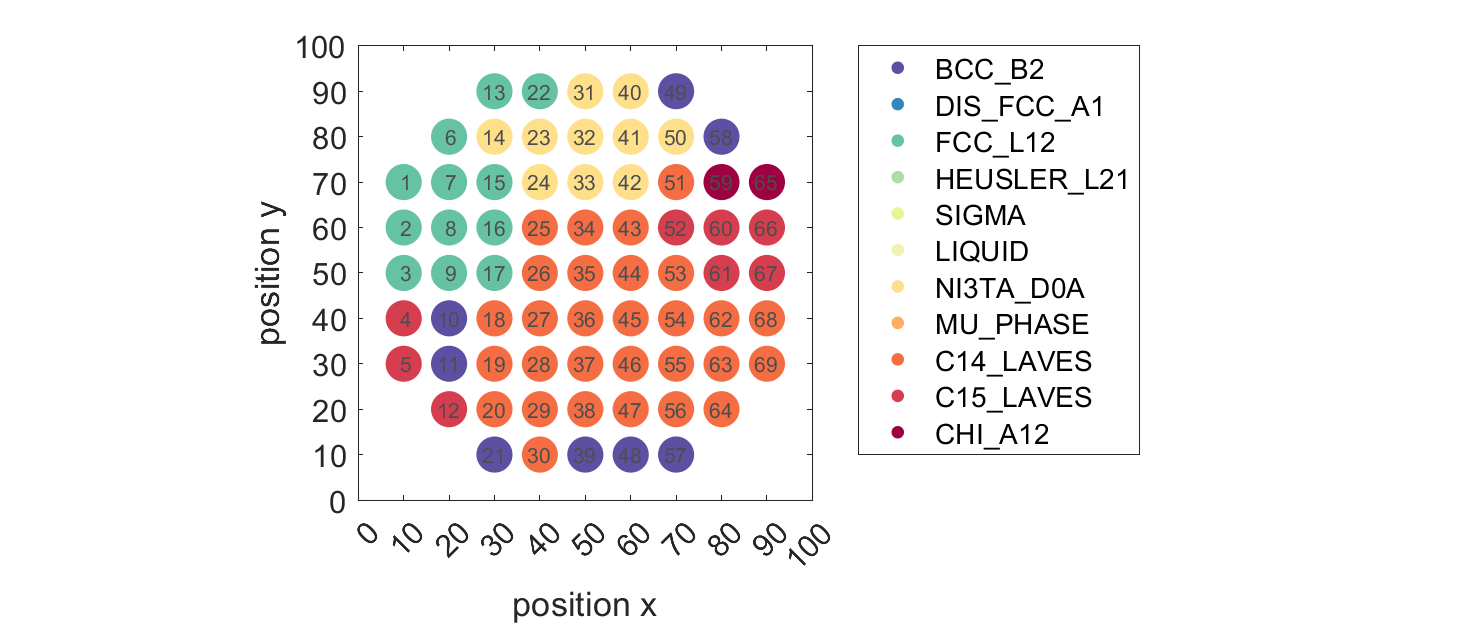 100
90
80
70
60
50
40
30
20
10
0
position y
13 22 31 40 49
6 14 23 32 41 50 58
1 7 15 24 33 42 51 59 65
2 8 16 25 34 43 52 60 66
3 9 17 26 35 44 53 61 67
4 10 18 27 36 45 54 62 68
5 11 19 28 37 46 55 63 69
12 20 29 38 47 56 64
21 30 39 48 57
0 10 20 30 40 50 60 70 80 90 100
position x
BCC_B2
DIS_FCC_A1
FCC_L12
HEUSLER_L21
SIGMA
LIQUID
NI3TA_D0A
MU_PHASE
C14_LAVES
C15_LAVES
CHI_A12